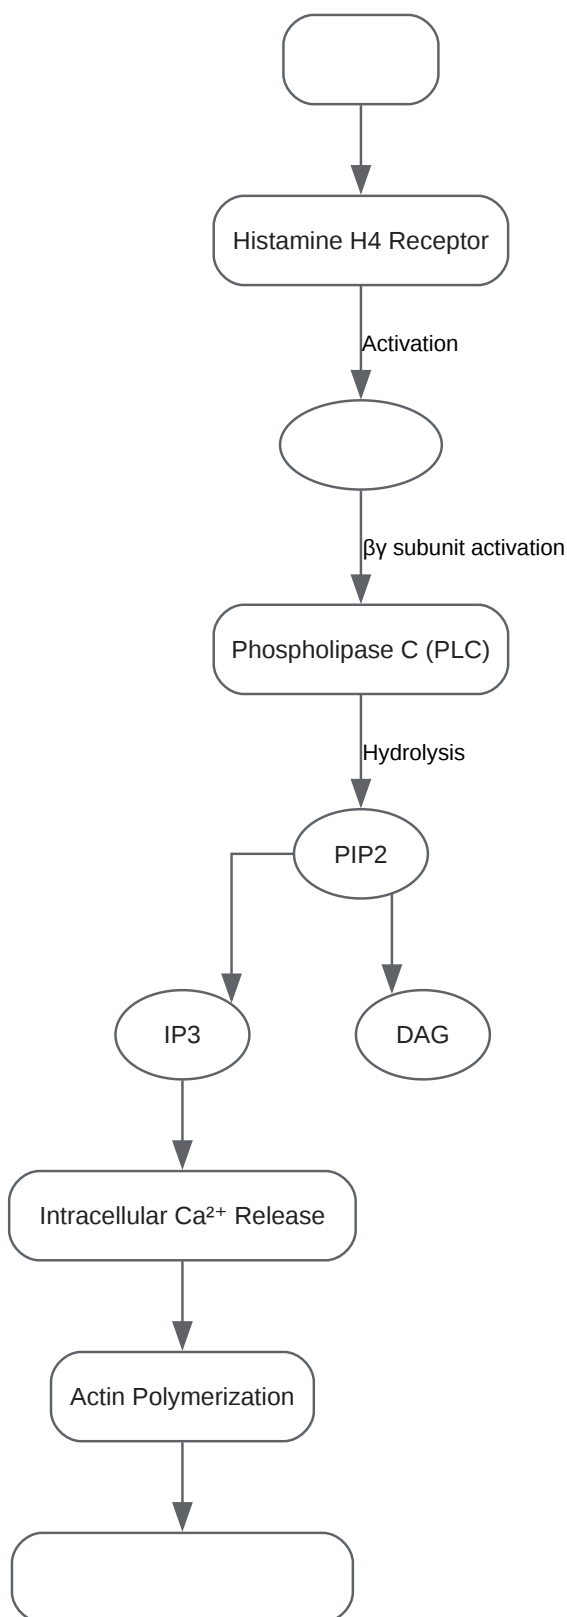 Histamine H4 Receptor
Activation
βγ subunit activation
Phospholipase C (PLC)
Hydrolysis
PIP2
IP3
DAG
Intracellular Ca²⁺ Release
Actin Polymerization